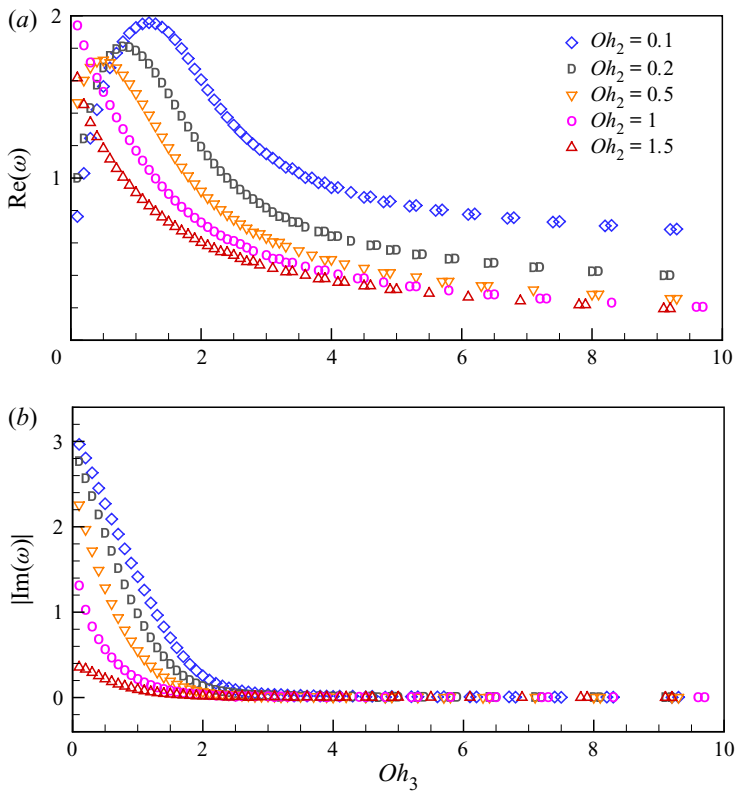 (a)
2
1
0
Re(ω)
Oh2 = 0.1
Oh2 = 0.2
Oh2 = 0.5
Oh2 = 1
Oh2 = 1.5
0 2 4 6 8 10
(b)
3
2
1
0
|Im(ω)|
0 2 4 6 8 10
Oh3